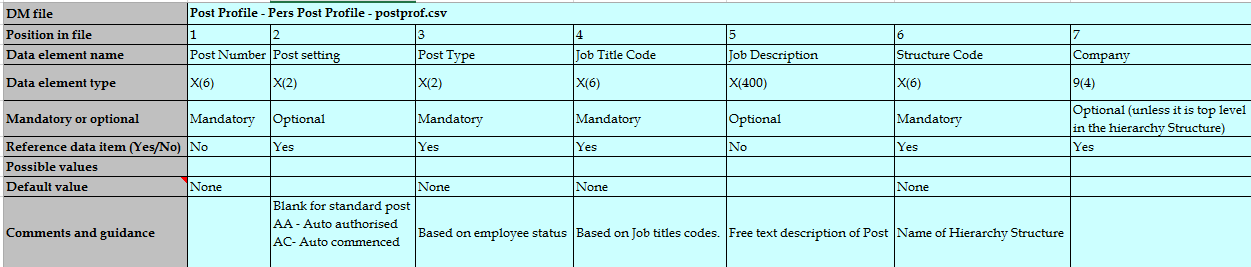 DM file Post Profile - Pers Post Profile - postprof.csv
Position in file 1 2 3 4 5 6 7
Data element name Post Number Post setting Post Type Job Title Code Job Description Structure Code Company
Data element type X(6) X(2) X(2) X(6) X(400) X(6) 9(4)
Mandatory or optional Mandatory Optional Mandatory Mandatory Optional Mandatory Optional (unless it is top level
in the hierarchy Structure)
Reference data item (Yes/No) No Yes Yes Yes No Yes Yes
Possible values
Default value None None None None
Comments and guidance Blank for standard post
AA - Auto authorised
AC- Auto commenced
Based on employee status Based on Job titles codes. Free text description of Post Name of Hierarchy Structure